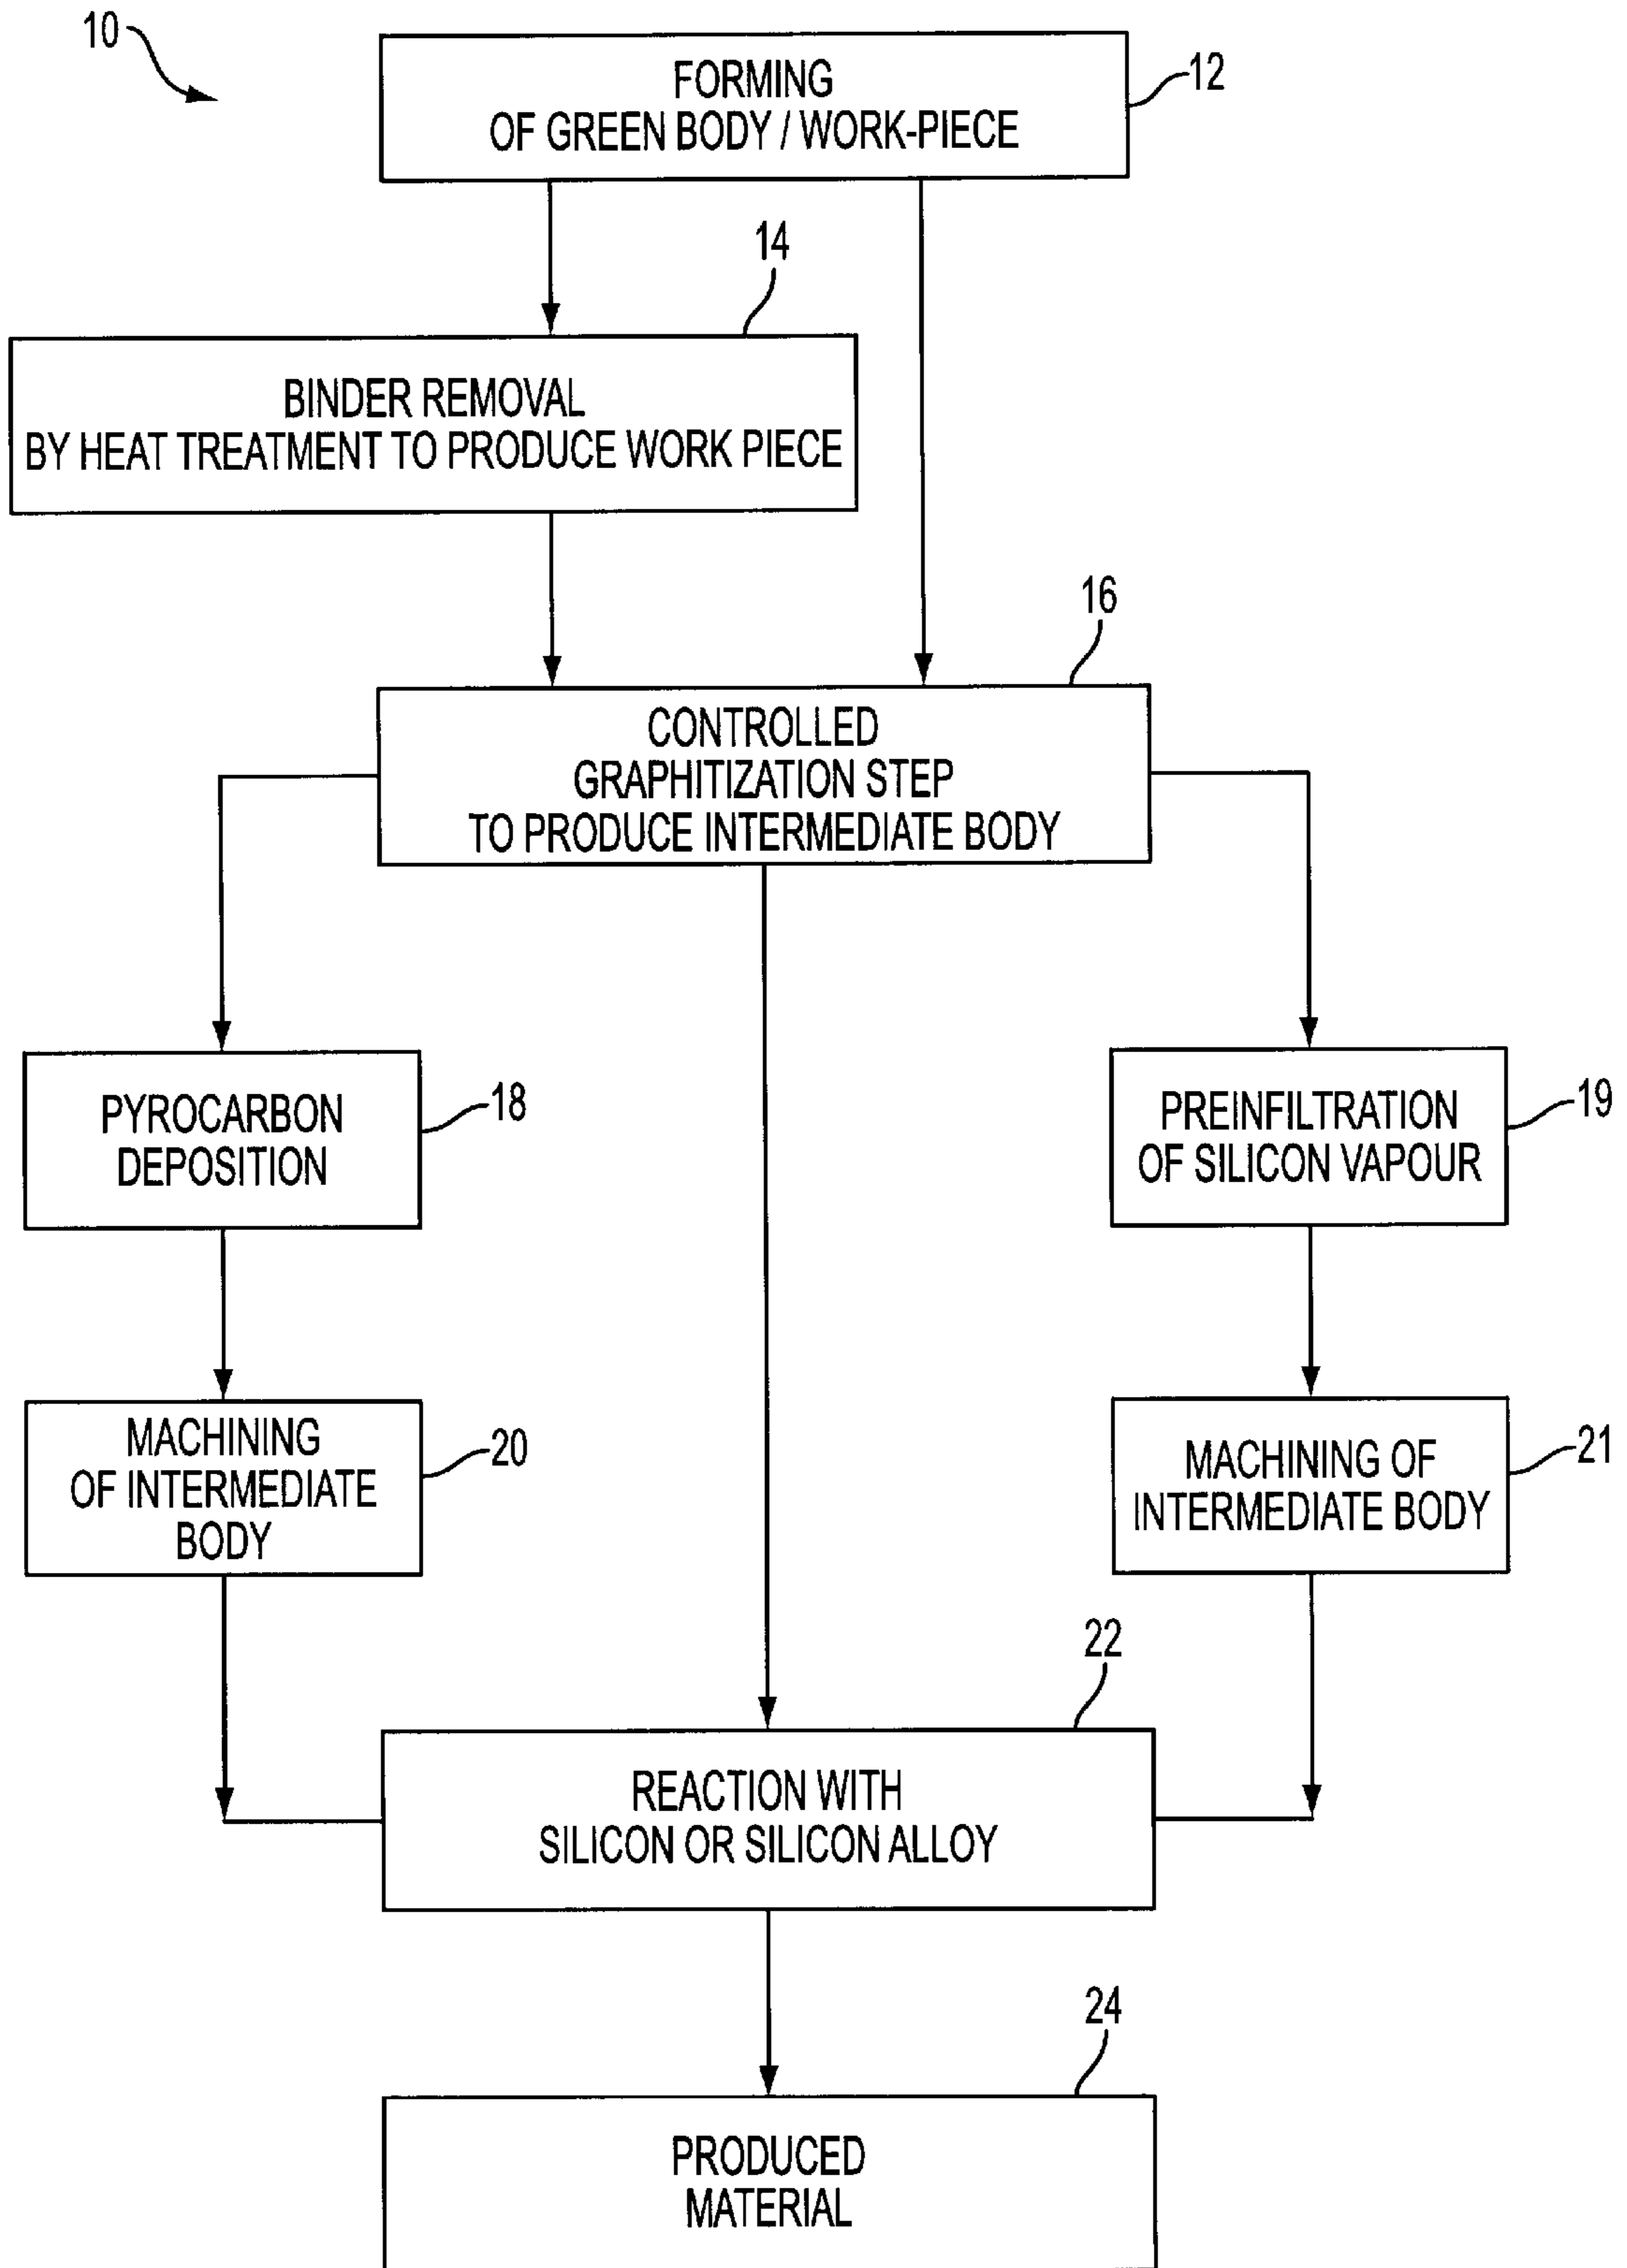 10
FORMING
OF GREEN BODY / WORK-PIECE
12
14
BINDER REMOVAL
BY HEAT TREATMENT TO PRODUCE WORK PIECE
16
CONTROLLED
GRAPHITIZATION STEP
TO PRODUCE INTERMEDIATE BODY
PYROCARBON
DEPOSITION
18
PREINFILTRATION
OF SILICON VAPOUR
19
MACHINING
OF INTERMEDIATE
BODY
20
MACHINING OF
INTERMEDIATE BODY
21
22
REACTION WITH
SILICON OR SILICON ALLOY
24
PRODUCED
MATERIAL